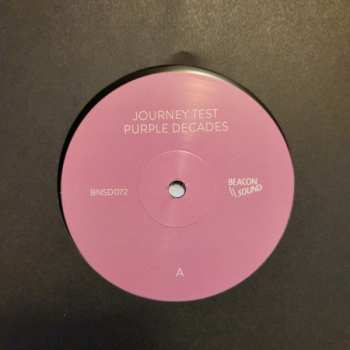 JOURNEY TEST
PURPLE DECADES
BNSD072
BEACON
SOUND
A